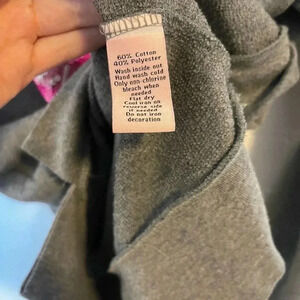 60% Cotton
40% Polyester
Wash inside out
Hand wash cold
Only non-chlorine
bleach when
needed
Flat dry
Cool iron on
reverse side
if needed
Do not iron
decoration